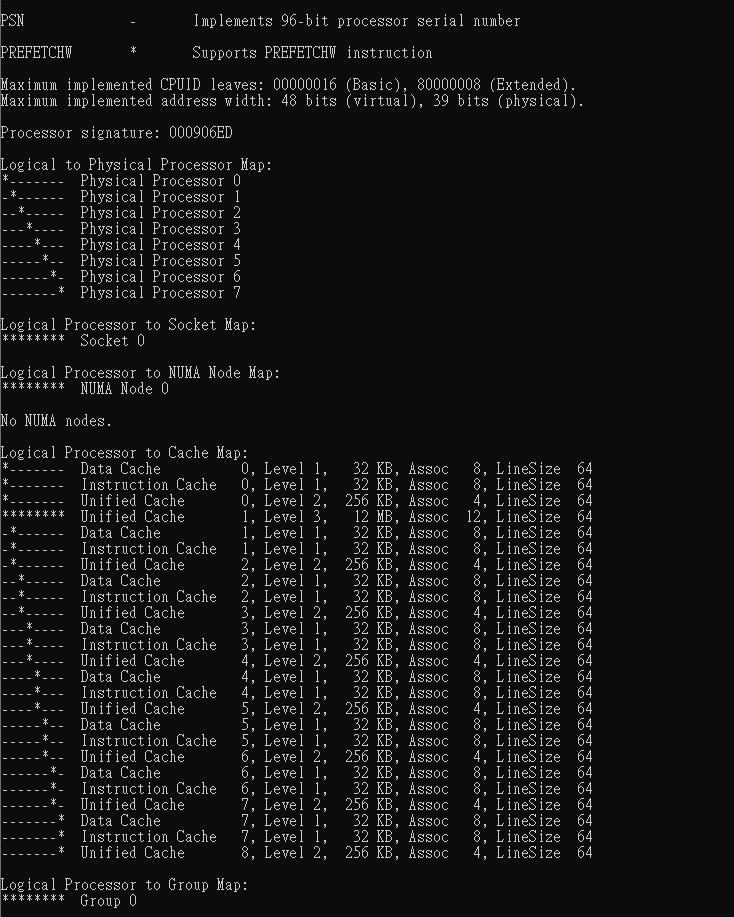 PSN             -       Implements 96-bit processor serial number
PREFETCHW       *       Supports PREFETCHW instruction
Maximum implemented CPUID leaves: 00000016 (Basic), 80000008 (Extended).
Maximum implemented address width: 48 bits (virtual), 39 bits (physical).
Processor signature: 000906ED
Logical to Physical Processor Map:
*-------  Physical Processor 0
-*------  Physical Processor 1
--*-----  Physical Processor 2
---*----  Physical Processor 3
----*---  Physical Processor 4
-----*--  Physical Processor 5
------*-  Physical Processor 6
-------*  Physical Processor 7
Logical Processor to Socket Map:
********  Socket 0
Logical Processor to NUMA Node Map:
********  NUMA Node 0
No NUMA nodes.
Logical Processor to Cache Map:
*-------  Data Cache          0, Level 1,   32 KB, Assoc   8, LineSize  64
*-------  Instruction Cache   0, Level 1,   32 KB, Assoc   8, LineSize  64
*-------  Unified Cache       0, Level 2,  256 KB, Assoc   4, LineSize  64
********  Unified Cache       1, Level 3,   12 MB, Assoc  12, LineSize  64
-*------  Data Cache          1, Level 1,   32 KB, Assoc   8, LineSize  64
-*------  Instruction Cache   1, Level 1,   32 KB, Assoc   8, LineSize  64
-*------  Unified Cache       2, Level 2,  256 KB, Assoc   4, LineSize  64
--*-----  Data Cache          2, Level 1,   32 KB, Assoc   8, LineSize  64
--*-----  Instruction Cache   2, Level 1,   32 KB, Assoc   8, LineSize  64
--*-----  Unified Cache       3, Level 2,  256 KB, Assoc   4, LineSize  64
---*----  Data Cache          3, Level 1,   32 KB, Assoc   8, LineSize  64
---*----  Instruction Cache   3, Level 1,   32 KB, Assoc   8, LineSize  64
---*----  Unified Cache       4, Level 2,  256 KB, Assoc   4, LineSize  64
----*---  Data Cache          4, Level 1,   32 KB, Assoc   8, LineSize  64
----*---  Instruction Cache   4, Level 1,   32 KB, Assoc   8, LineSize  64
----*---  Unified Cache       5, Level 2,  256 KB, Assoc   4, LineSize  64
-----*--  Data Cache          5, Level 1,   32 KB, Assoc   8, LineSize  64
-----*--  Instruction Cache   5, Level 1,   32 KB, Assoc   8, LineSize  64
-----*--  Unified Cache       6, Level 2,  256 KB, Assoc   4, LineSize  64
------*-  Data Cache          6, Level 1,   32 KB, Assoc   8, LineSize  64
------*-  Instruction Cache   6, Level 1,   32 KB, Assoc   8, LineSize  64
------*-  Unified Cache       7, Level 2,  256 KB, Assoc   4, LineSize  64
-------*  Data Cache          7, Level 1,   32 KB, Assoc   8, LineSize  64
-------*  Instruction Cache   7, Level 1,   32 KB, Assoc   8, LineSize  64
-------*  Unified Cache       8, Level 2,  256 KB, Assoc   4, LineSize  64
Logical Processor to Group Map:
********  Group 0